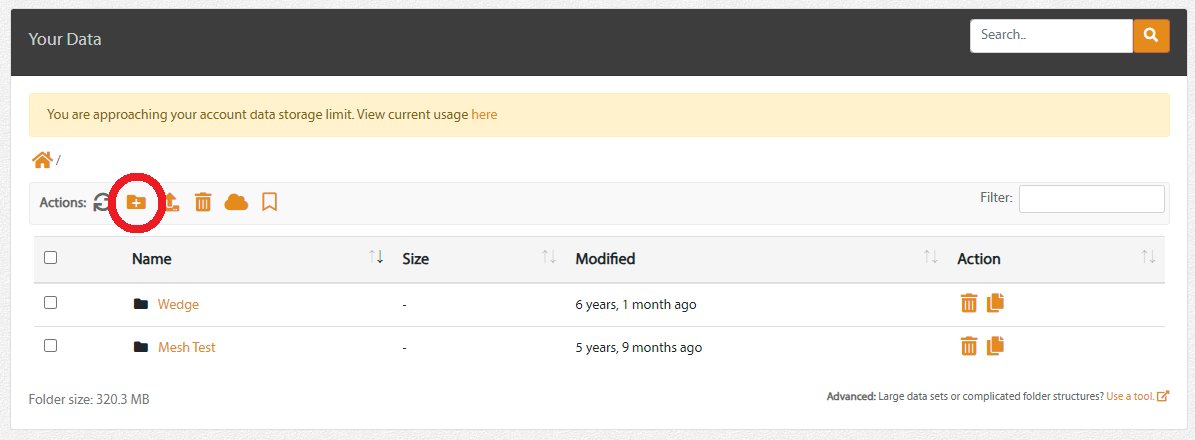 Your Data
Search..
You are approaching your account data storage limit. View current usage here
/
Actions:
Filter:
Name Size Modified Action
Wedge - 6 years, 1 month ago
Mesh Test - 5 years, 9 months ago
Folder size: 320.3 MB
Advanced: Large data sets or complicated folder structures? Use a tool.